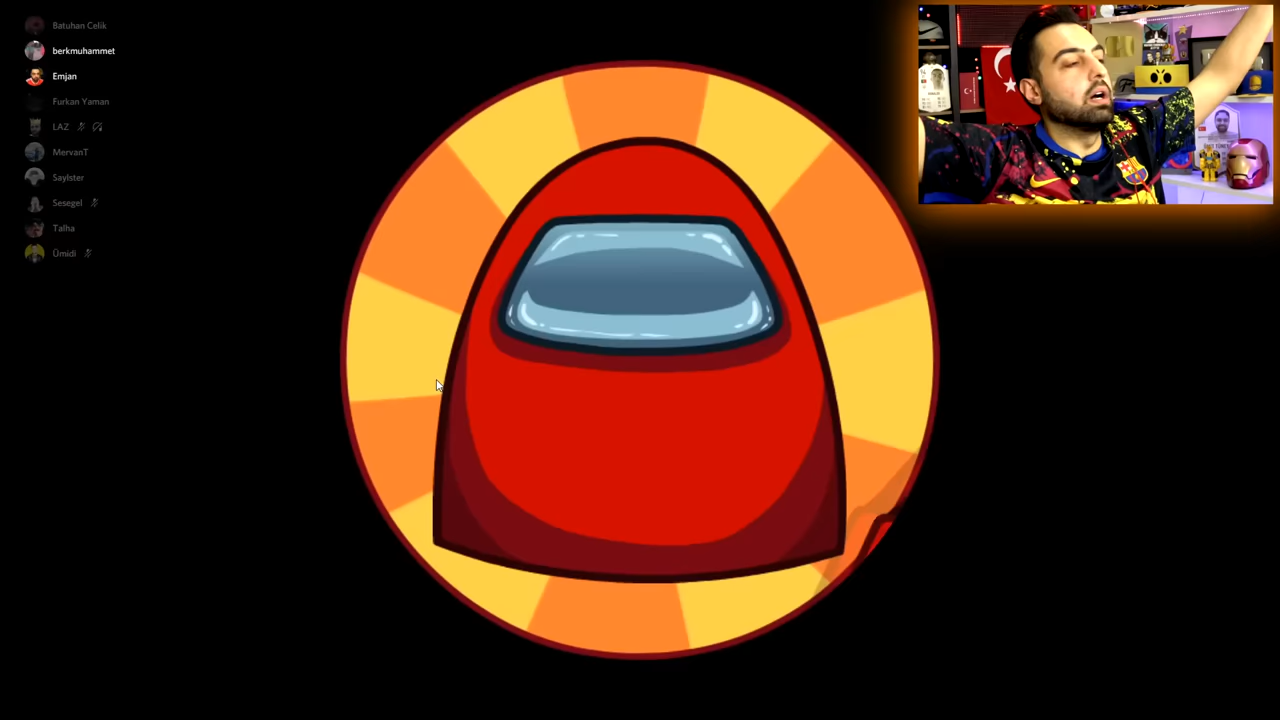 Batuhan Celik
berkmuhammet
Emjan
Furkan Yaman
LAZ
MervanT
Saylster
Sesegel
Talha
Ümidi